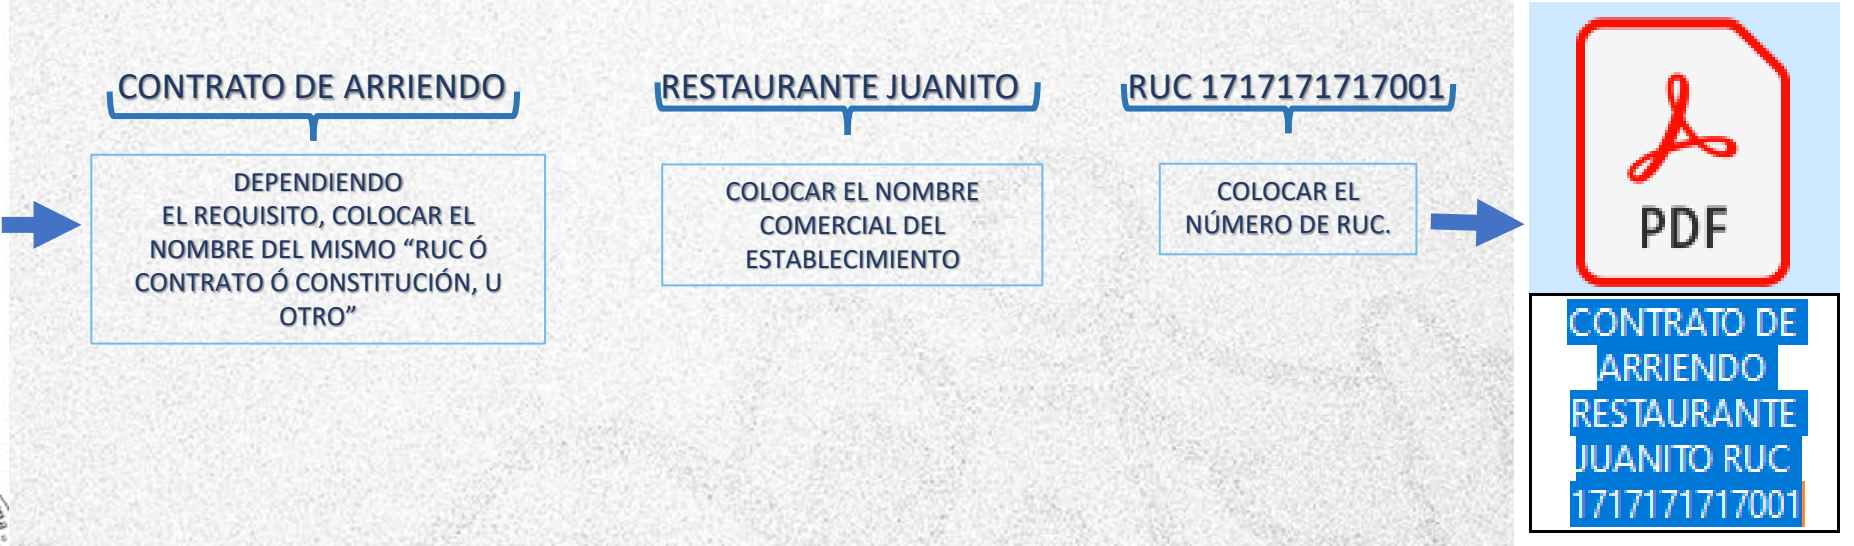 CONTRATO DE ARRIENDO
RESTAURANTE JUANITO
RUC 1717171717001
DEPENDIENDO
EL REQUISITO, COLOCAR EL
NOMBRE DEL MISMO “RUC Ó
CONTRATO Ó CONSTITUCIÓN, U
OTRO”
COLOCAR EL NOMBRE
COMERCIAL DEL
ESTABLECIMIENTO
COLOCAR EL
NÚMERO DE RUC.
PDF
CONTRATO DE
ARRIENDO
RESTAURANTE
JUANITO RUC
1717171717001